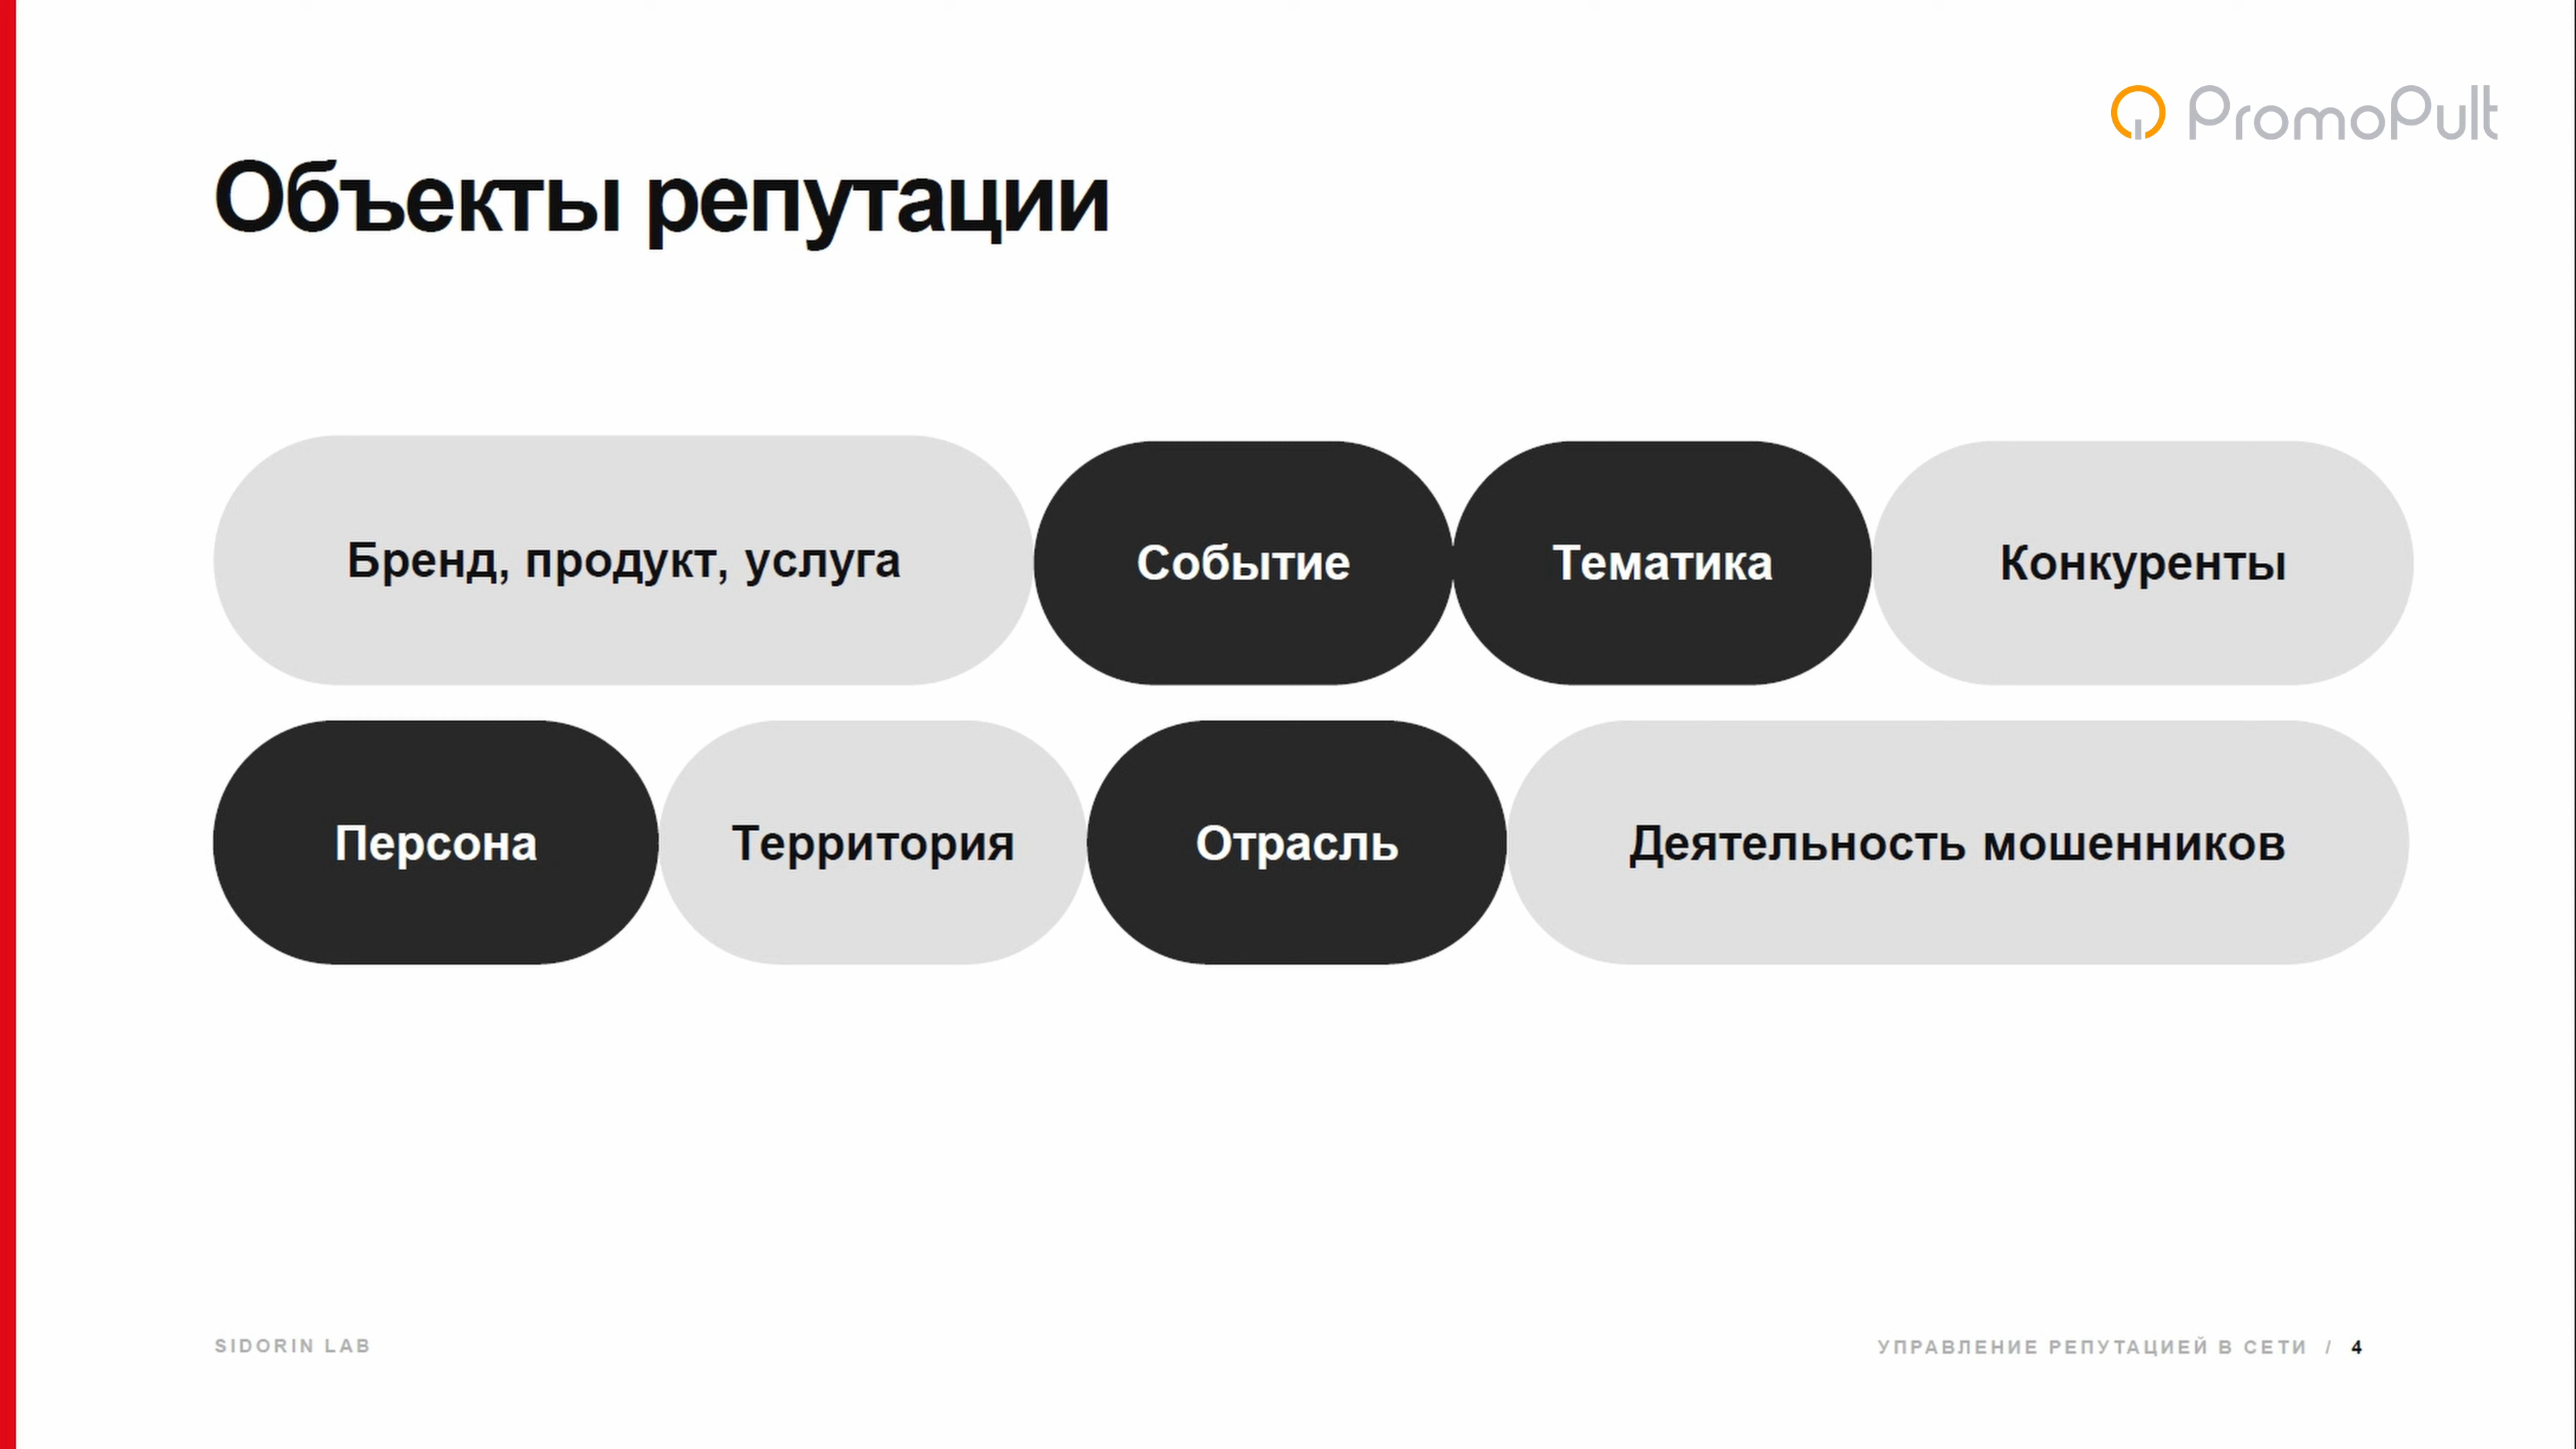 PromoPult
Объекты репутации
Бренд, продукт, услуга
Событие
Тематика
Конкуренты
Персона
Территория
Отрасль
Деятельность мошенников
SIDORIN LAB
УПРАВЛЕНИЕ РЕПУТАЦИЕЙ В СЕТИ / 4